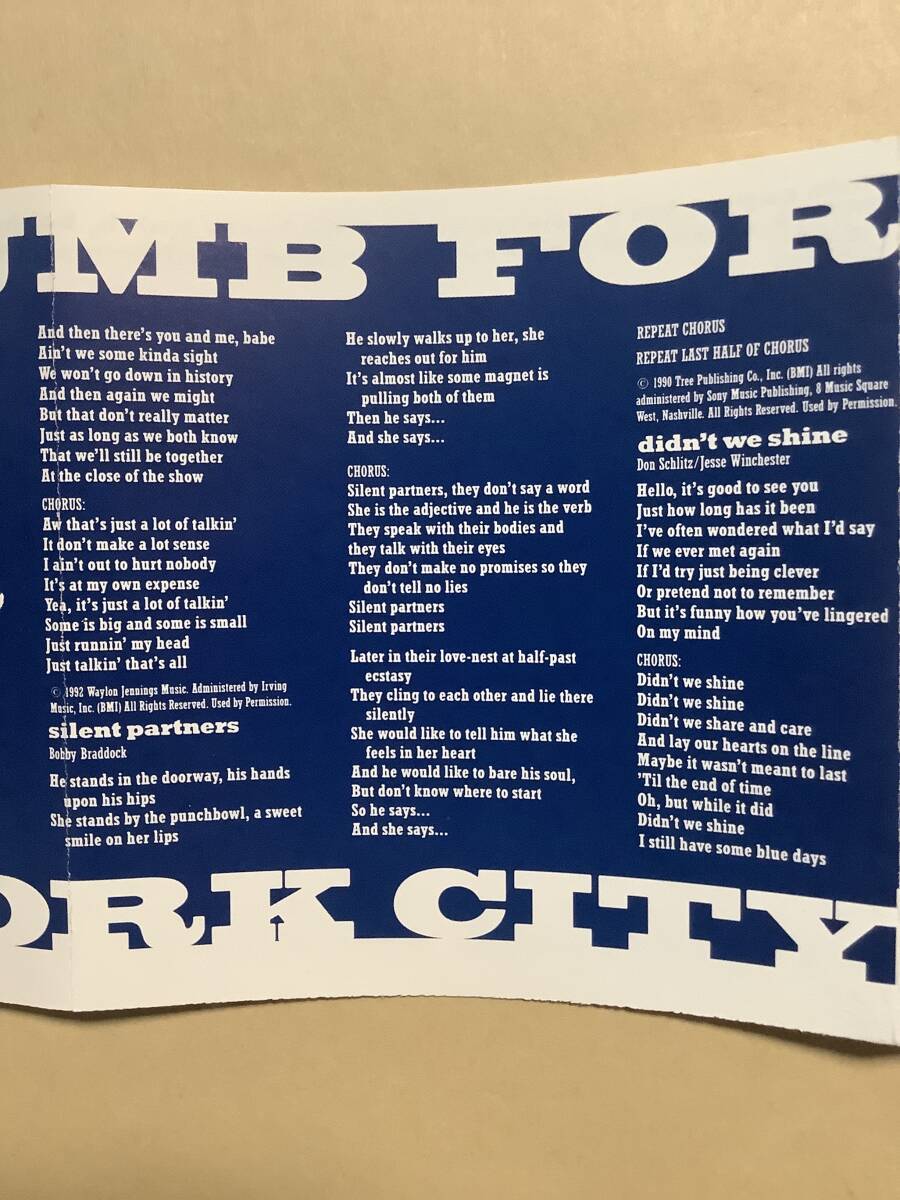 UMB FOR
And then there's you and me, babe
Ain't we some kinda sight
We won't go down in history
And then again we might
But that don't really matter
Just as long as we both know
That we'll still be together
At the close of the show
CHORUS:
Aw that's just a lot of talkin'
It don't make a lot sense
I ain't out to hurt nobody
It's at my own expense
Yea, it's just a lot of talkin'
Some is big and some is small
Just runnin' my head
Just talkin' that's all
© 1992 Waylon Jennings Music. Administered by Irving
Music, Inc. (BMI) All Rights Reserved. Used by Permission.
silent partners
Bobby Braddock
He stands in the doorway, his hands
upon his hips
She stands by the punchbowl, a sweet
smile on her lips
He slowly walks up to her, she
reaches out for him
It's almost like some magnet is
pulling both of them
Then he says...
And she says...
CHORUS:
Silent partners, they don't say a word
She is the adjective and he is the verb
They speak with their bodies and
they talk with their eyes
They don't make no promises so they
don't tell no lies
Silent partners
Silent partners
Later in their love-nest at half-past
ecstasy
They cling to each other and lie there
silently
She would like to tell him what she
feels in her heart
And he would like to bare his soul,
But don't know where to start
So he says...
And she says...
REPEAT CHORUS
REPEAT LAST HALF OF CHORUS
© 1990 Tree Publishing Co., Inc. (BMI) All rights
administered by Sony Music Publishing, 8 Music Square
West, Nashville. All Rights Reserved. Used by Permission.
didn't we shine
Don Schlitz/Jesse Winchester
Hello, it's good to see you
Just how long has it been
I've often wondered what I'd say
If we ever met again
If I'd try just being clever
Or pretend not to remember
But it's funny how you've lingered
On my mind
CHORUS:
Didn't we shine
Didn't we shine
Didn't we share and care
And lay our hearts on the line
Maybe it wasn't meant to last
'Til the end of time
Oh, but while it did
Didn't we shine
I still have some blue days
ORK CITY